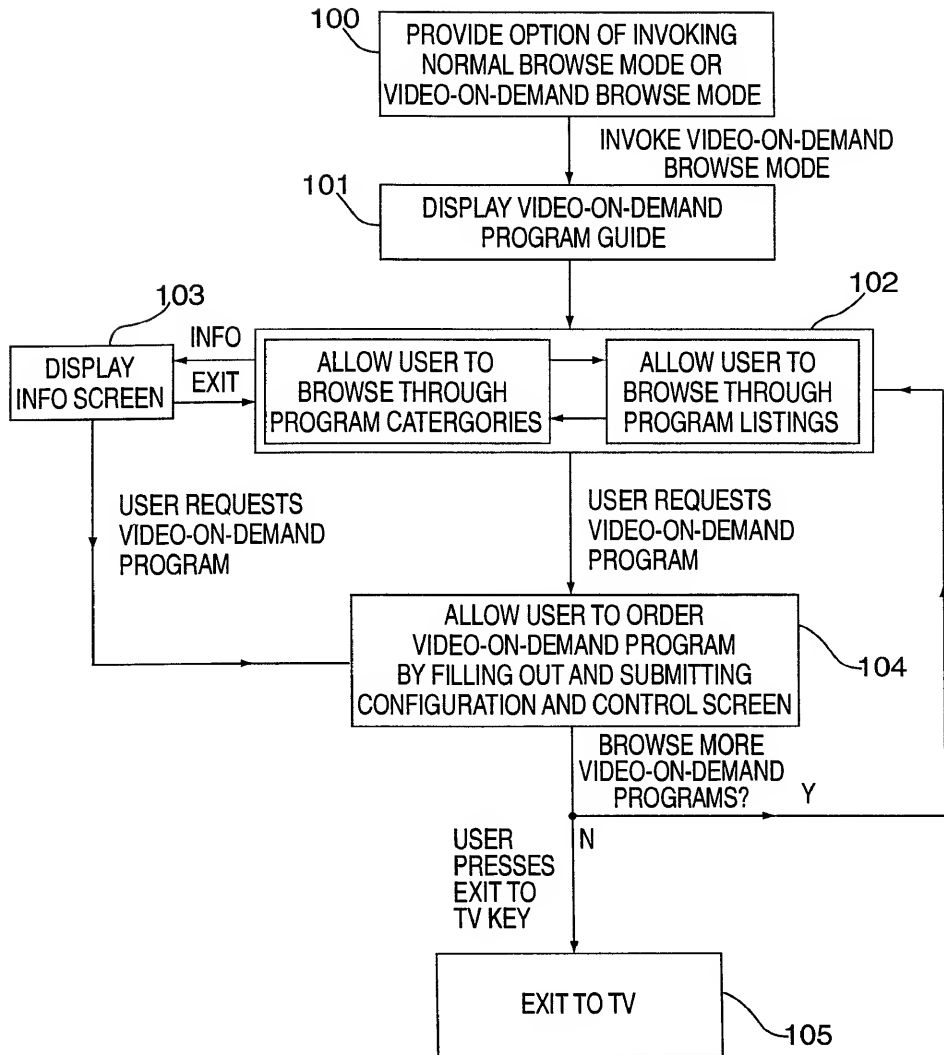 100
PROVIDE OPTION OF INVOKING
NORMAL BROWSE MODE OR
VIDEO-ON-DEMAND BROWSE MODE
INVOKE VIDEO-ON-DEMAND
BROWSE MODE
101
DISPLAY VIDEO-ON-DEMAND
PROGRAM GUIDE
102
103
DISPLAY
INFO SCREEN
INFO
EXIT
ALLOW USER TO
BROWSE THROUGH
PROGRAM CATERGORIES
ALLOW USER TO
BROWSE THROUGH
PROGRAM LISTINGS
USER REQUESTS
VIDEO-ON-DEMAND
PROGRAM
USER REQUESTS
VIDEO-ON-DEMAND
PROGRAM
ALLOW USER TO ORDER
VIDEO-ON-DEMAND PROGRAM
BY FILLING OUT AND SUBMITTING
CONFIGURATION AND CONTROL SCREEN
104
BROWSE MORE
VIDEO-ON-DEMAND
PROGRAMS?
Y
N
USER
PRESSES
EXIT TO
TV KEY
EXIT TO TV
105